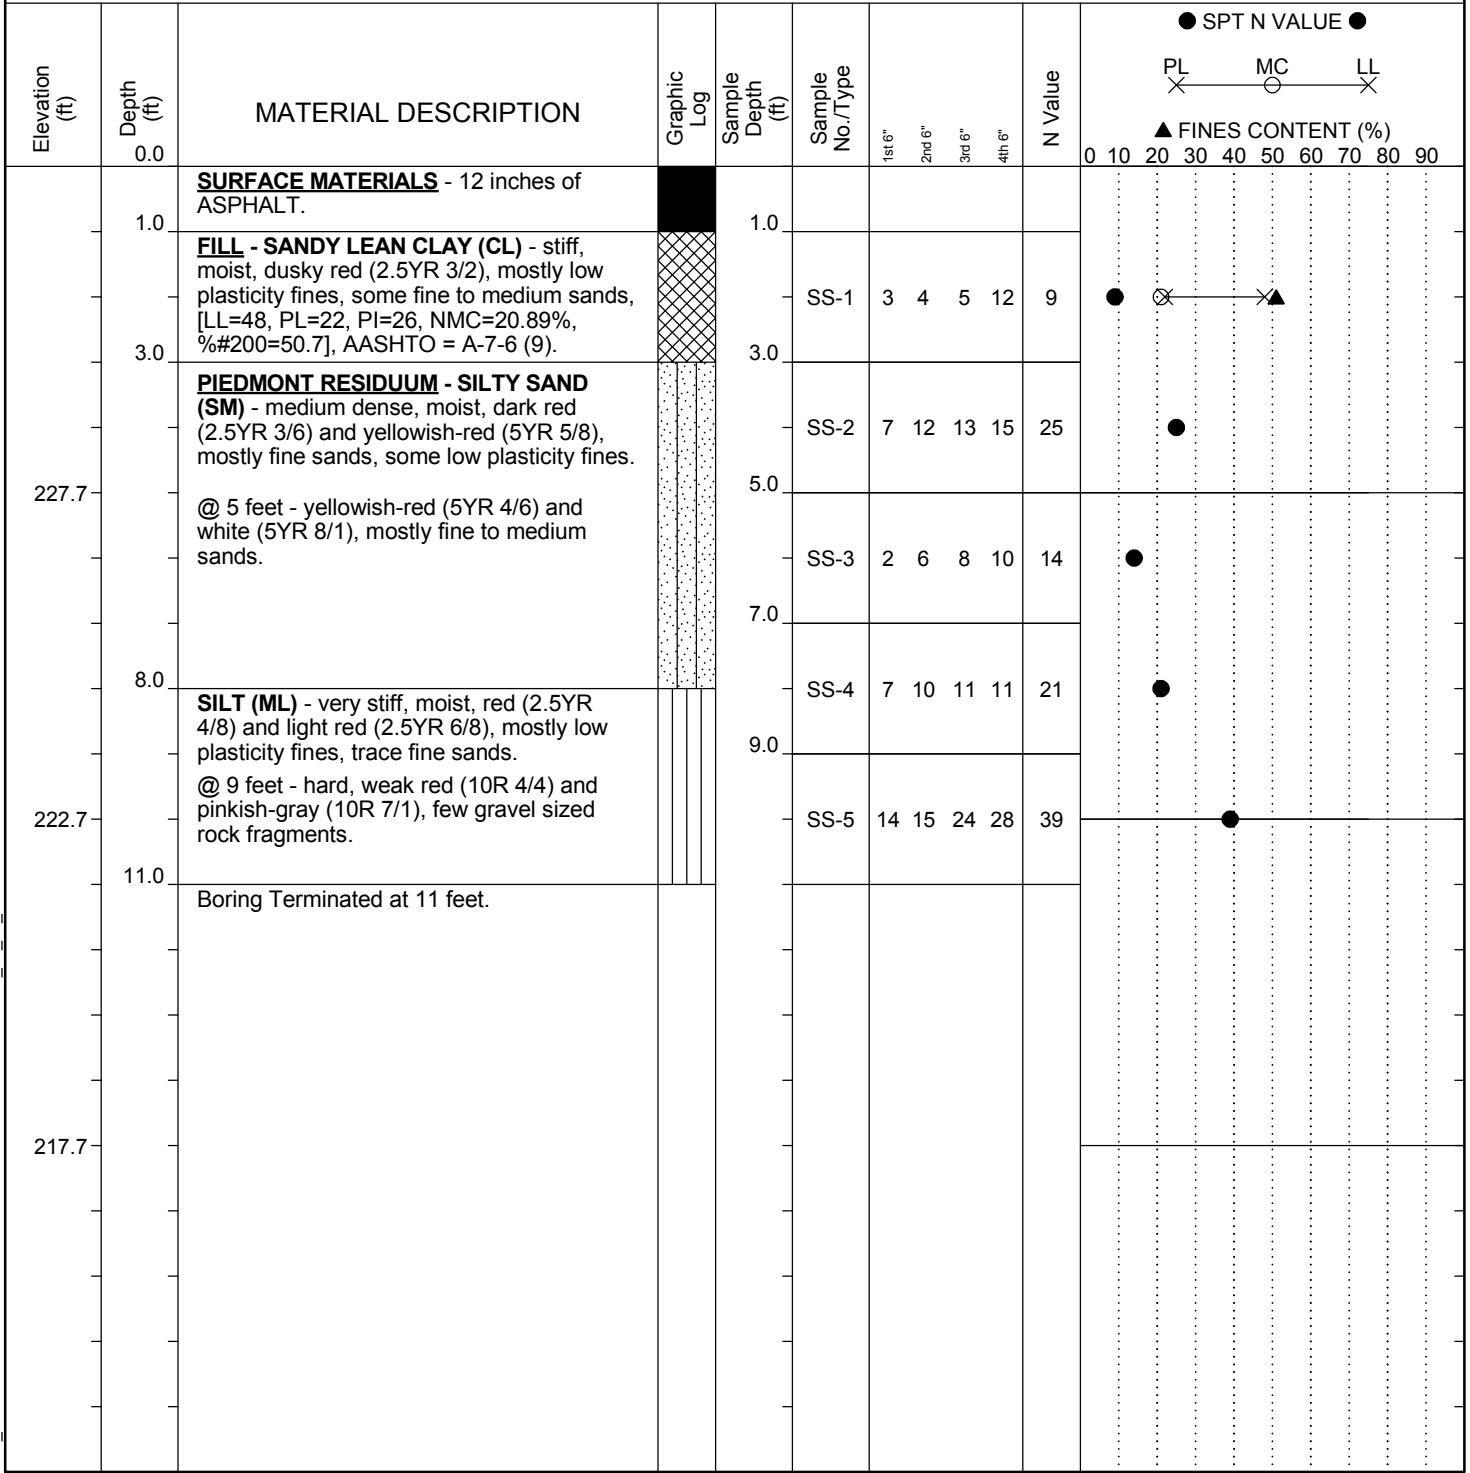 ● SPT N VALUE ●
PL MC LL
▲ FINES CONTENT (%)
0 10 20 30 40 50 60 70 80 90
Elevation
(ft)
Depth
(ft)
0.0
MATERIAL DESCRIPTION
Graphic
Log
Sample
Depth
(ft)
Sample
No./Type
1st 6"
2nd 6"
3rd 6"
4th 6"
N Value
SURFACE MATERIALS - 12 inches of
ASPHALT.
1.0 1.0
FILL - SANDY LEAN CLAY (CL) - stiff,
moist, dusky red (2.5YR 3/2), mostly low
plasticity fines, some fine to medium sands,
[LL=48, PL=22, PI=26, NMC=20.89%,
%#200=50.7], AASHTO = A-7-6 (9).
SS-1 3 4 5 12 9
3.0 3.0
PIEDMONT RESIDUUM - SILTY SAND
(SM) - medium dense, moist, dark red
(2.5YR 3/6) and yellowish-red (5YR 5/8),
mostly fine sands, some low plasticity fines.
SS-2 7 12 13 15 25
227.7 5.0
@ 5 feet - yellowish-red (5YR 4/6) and
white (5YR 8/1), mostly fine to medium
sands.
SS-3 2 6 8 10 14
7.0
8.0
SILT (ML) - very stiff, moist, red (2.5YR
4/8) and light red (2.5YR 6/8), mostly low
plasticity fines, trace fine sands.
SS-4 7 10 11 11 21
9.0
@ 9 feet - hard, weak red (10R 4/4) and
pinkish-gray (10R 7/1), few gravel sized
rock fragments.
222.7 SS-5 14 15 24 28 39
11.0
Boring Terminated at 11 feet.
217.7